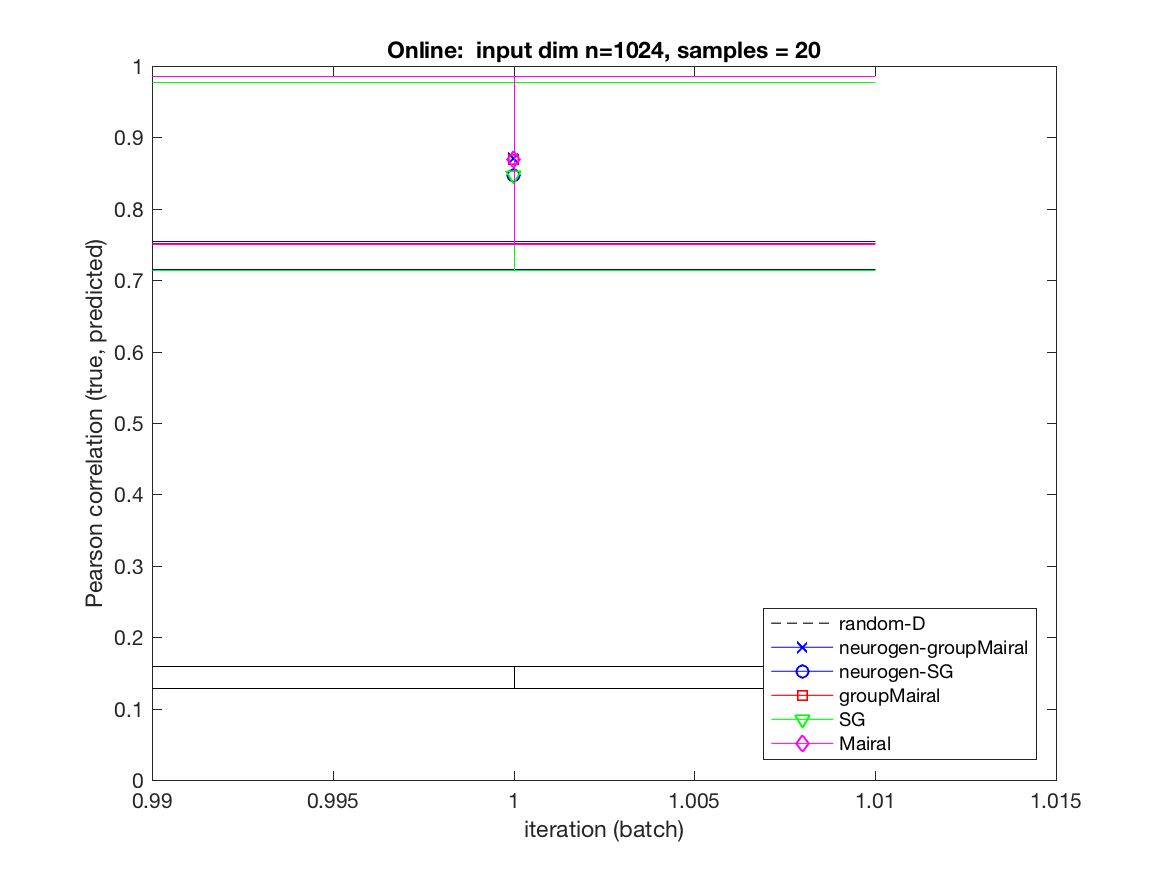 Online:  input dim n=1024, samples = 20
Pearson correlation (true, predicted)
1
0.9
0.8
0.7
0.6
0.5
0.4
0.3
0.2
0.1
0
0.99
0.995
1
1.005
1.01
1.015
iteration (batch)
random-D
neurogen-groupMairal
neurogen-SG
groupMairal
SG
Mairal